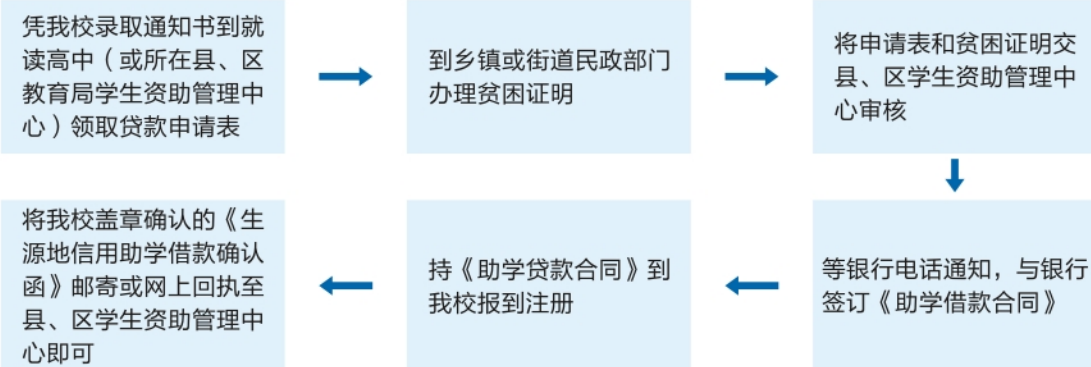 凭我校录取通知书到就
读高中（或所在县、区
教育局学生资助管理中
心）领取贷款申请表
到乡镇或街道民政部门
办理贫困证明
将申请表和贫困证明交
县、区学生资助管理中
心审核
等银行电话通知，与银行
签订《助学借款合同》
持《助学贷款合同》到
我校报到注册
将我校盖章确认的《生
源地信用助学借款确认
函》邮寄或网上回执至
县、区学生资助管理中
心即可